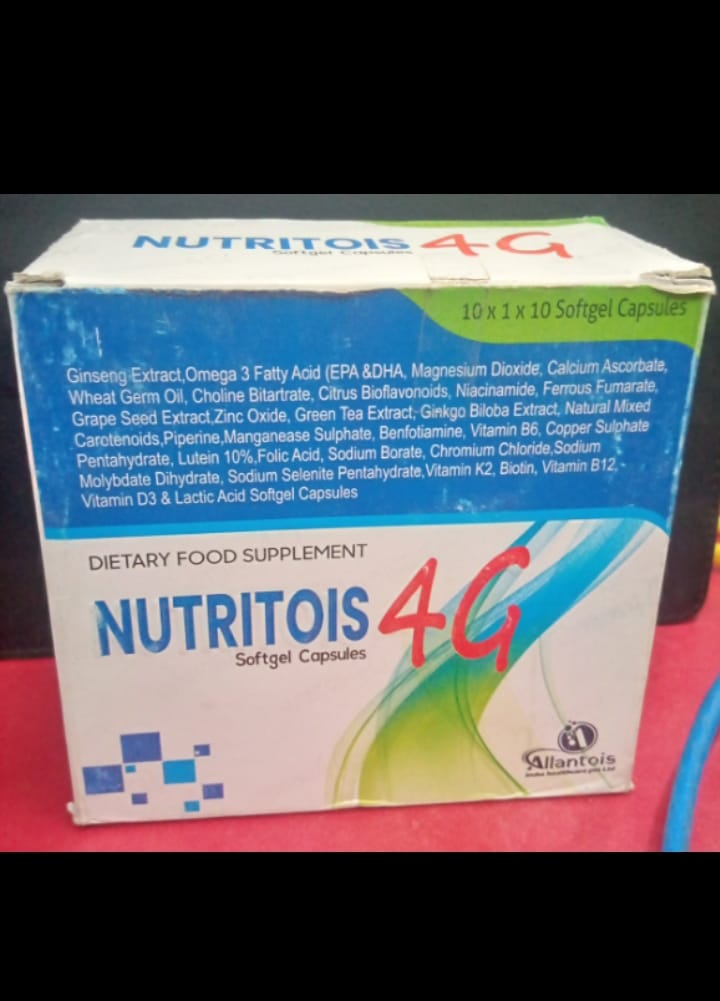 NUTRITOIS 4G
Softgel Capsules
10 x 1 x 10 Softgel Capsules
Ginseng Extract,Omega 3 Fatty Acid (EPA &DHA, Magnesium Dioxide, Calcium Ascorbate,
Wheat Germ Oil, Choline Bitartrate, Citrus Bioflavonoids, Niacinamide, Ferrous Fumarate,
Grape Seed Extract,Zinc Oxide, Green Tea Extract, Ginkgo Biloba Extract, Natural Mixed
Carotenoids,Piperine,Manganease Sulphate, Benfotiamine, Vitamin B6, Copper Sulphate
Pentahydrate, Lutein 10%,Folic Acid, Sodium Borate, Chromium Chloride,Sodium
Molybdate Dihydrate, Sodium Selenite Pentahydrate,Vitamin K2, Biotin, Vitamin B12,
Vitamin D3 & Lactic Acid Softgel Capsules
DIETARY FOOD SUPPLEMENT
NUTRITOIS 4G
Softgel Capsules
Allantois
India healthcare pvt Ltd